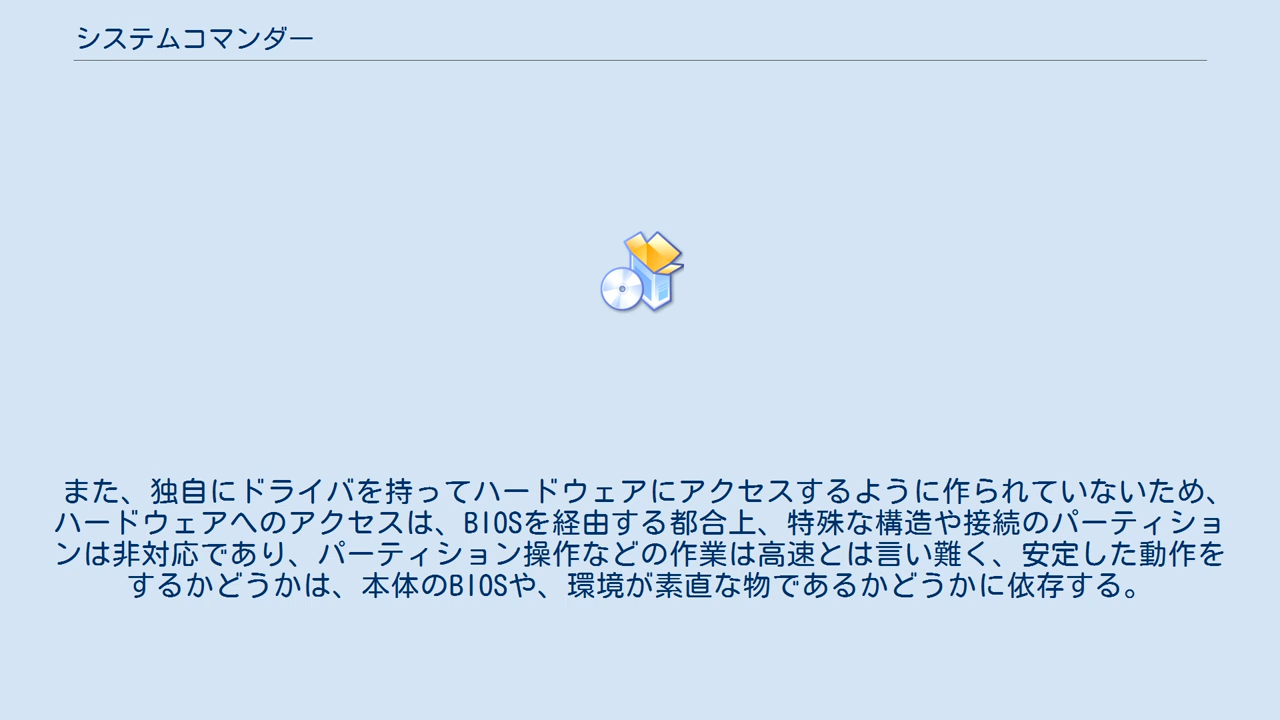 システムコマンダー
また、独自にドライバを持ってハードウェアにアクセスするように作られていないため、
ハードウェアへのアクセスは、BIOSを経由する都合上、特殊な構造や接続のパーティショ
ンは非対応であり、パーティション操作などの作業は高速とは言い難く、安定した動作を
するかどうかは、本体のBIOSや、環境が素直な物であるかどうかに依存する。